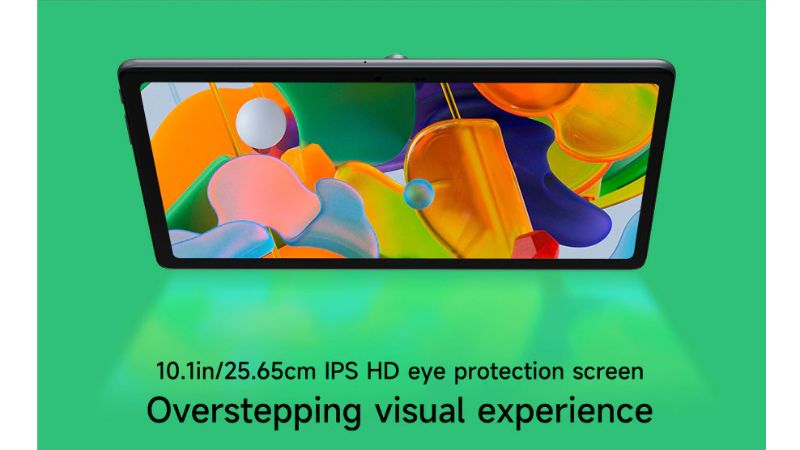 10.1in/25.65cm IPS HD eye protection screen
Overstepping visual experience